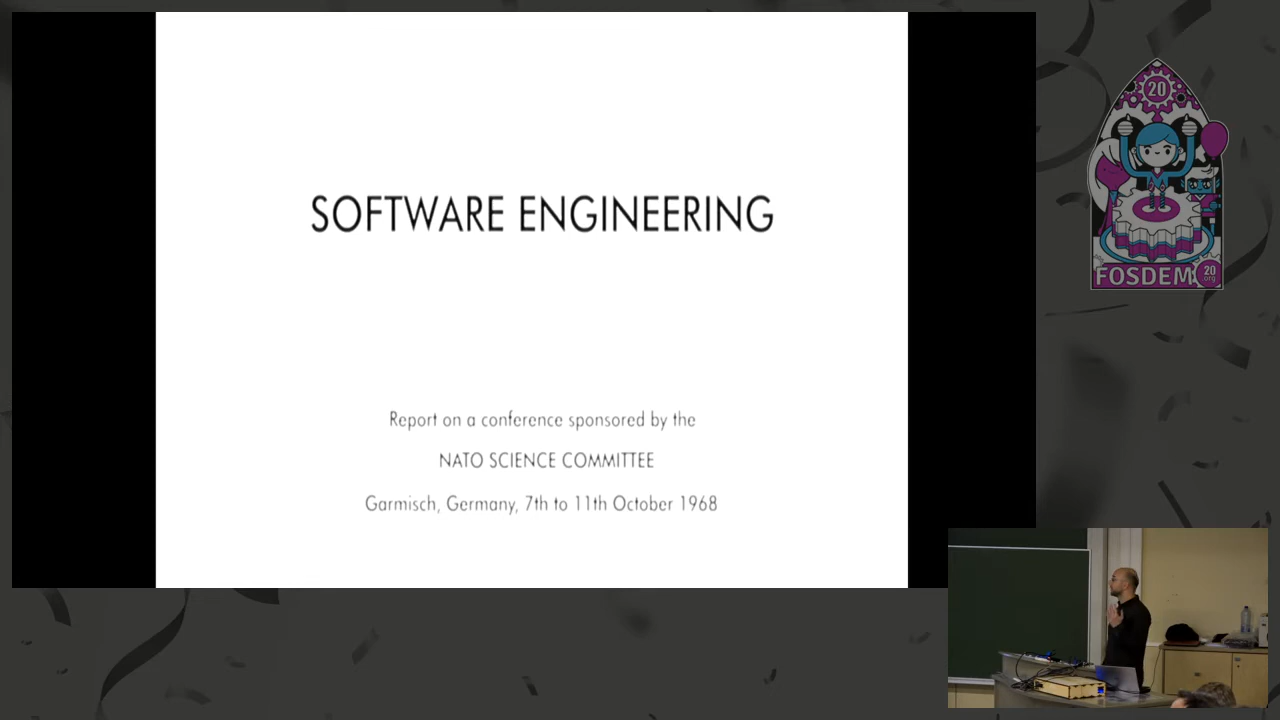 SOFTWARE ENGINEERING
Report on a conference sponsored by the
NATO SCIENCE COMMITTEE
Garmisch, Germany, 7th to 11th October 1968
20
FOSDEM
20
.org